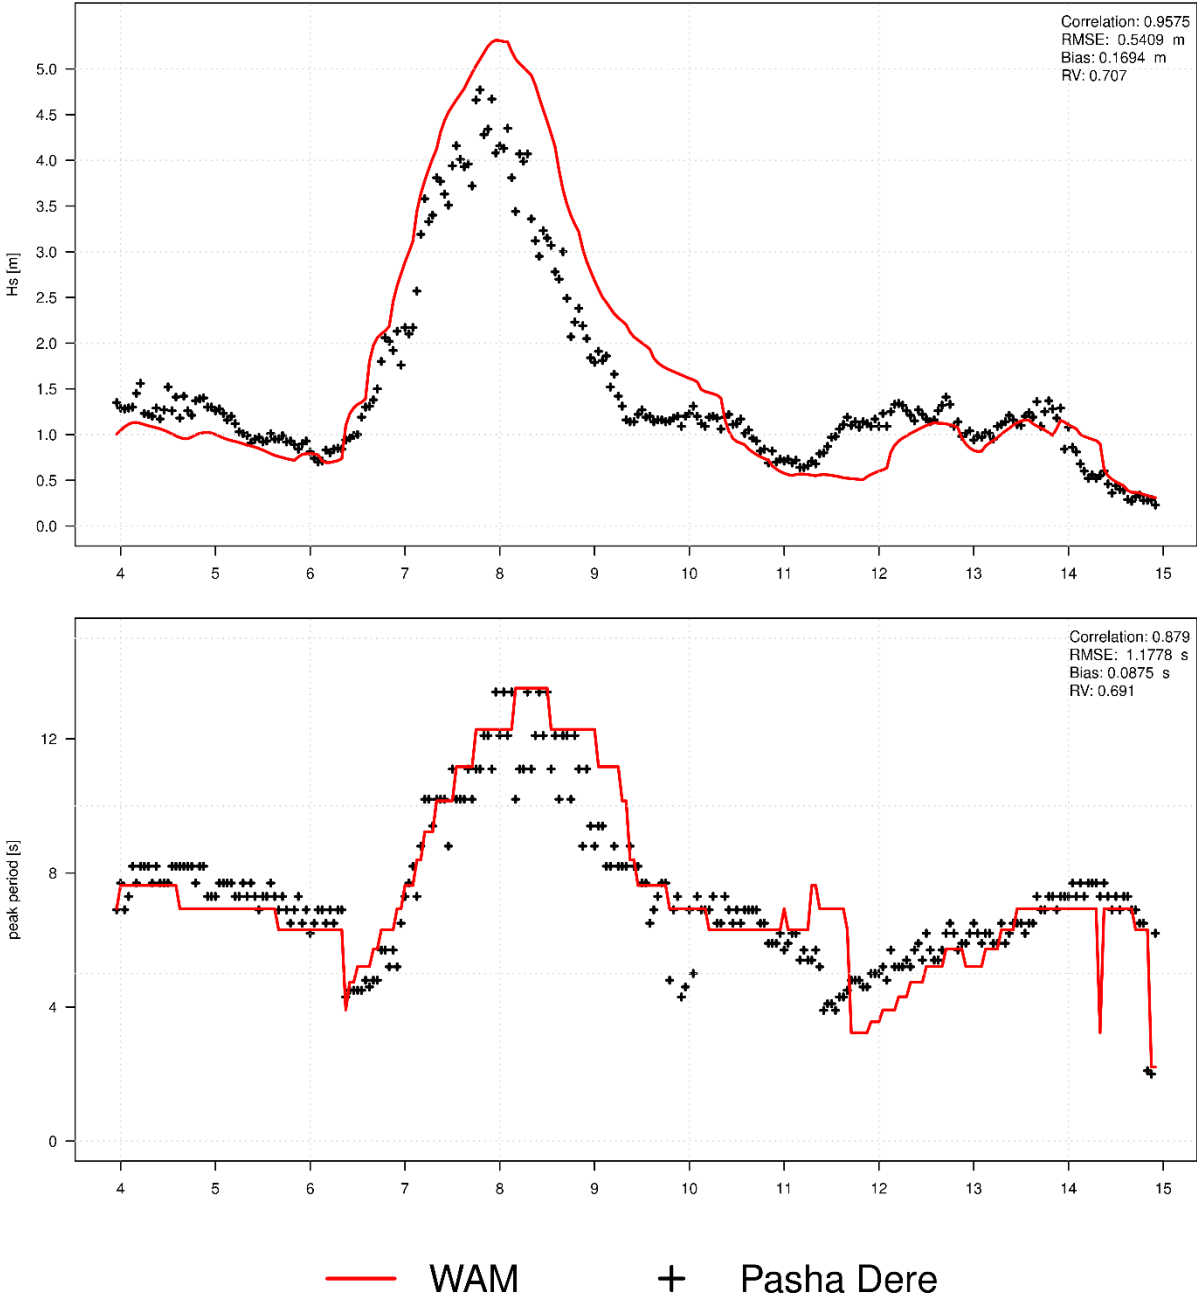 Correlation: 0.9575
RMSE: 0.5409 m
Bias: 0.1694 m
RV: 0.707
Hs [m]
5.0
4.5
4.0
3.5
3.0
2.5
2.0
1.5
1.0
0.5
0.0
4 5 6 7 8 9 10 11 12 13 14 15
Correlation: 0.879
RMSE: 1.1778 s
Bias: 0.0875 s
RV: 0.691
peak period [s]
12
8
4
0
4 5 6 7 8 9 10 11 12 13 14 15
WAM Pasha Dere